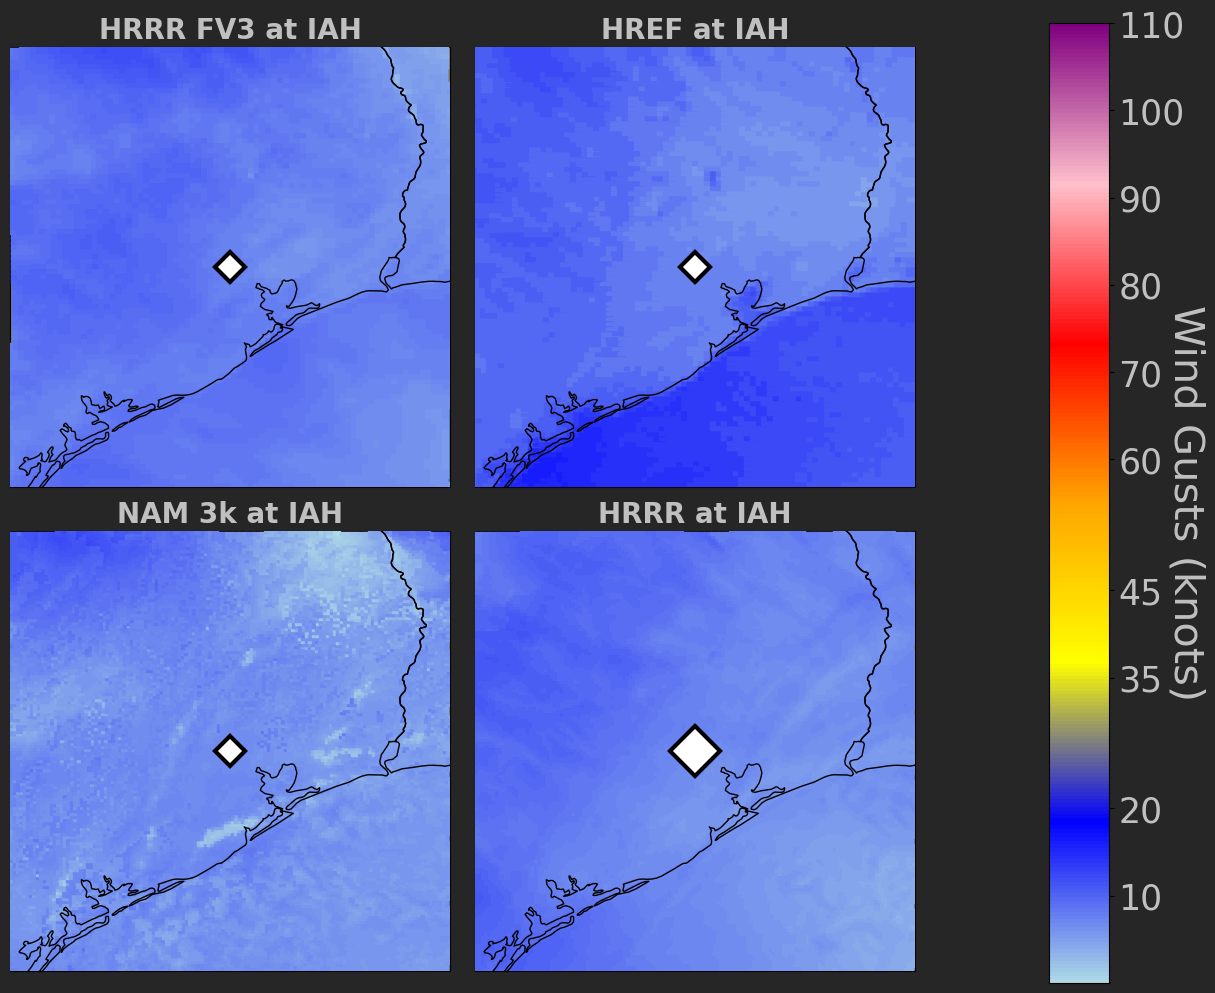 HRRR FV3 at IAH
HREF at IAH
NAM 3k at IAH
HRRR at IAH
110
100
90
80
70
60
45
35
20
10
Wind Gusts (knots)